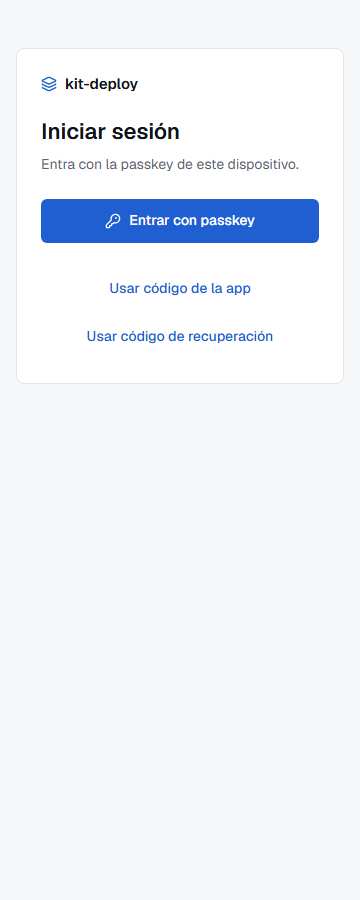 kit-deploy
Iniciar sesión
Entra con la passkey de este dispositivo.
Entrar con passkey
Usar código de la app
Usar código de recuperación